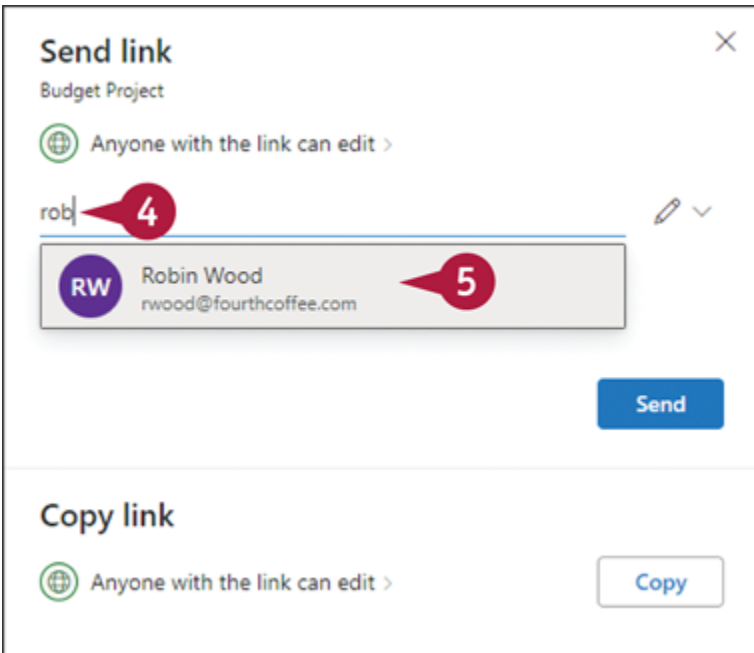 Send link
Budget Project
Anyone with the link can edit >
rob
4
RW
Robin Wood
5
rwood@fourthcoffee.com
Send
Copy link
Anyone with the link can edit >
Copy